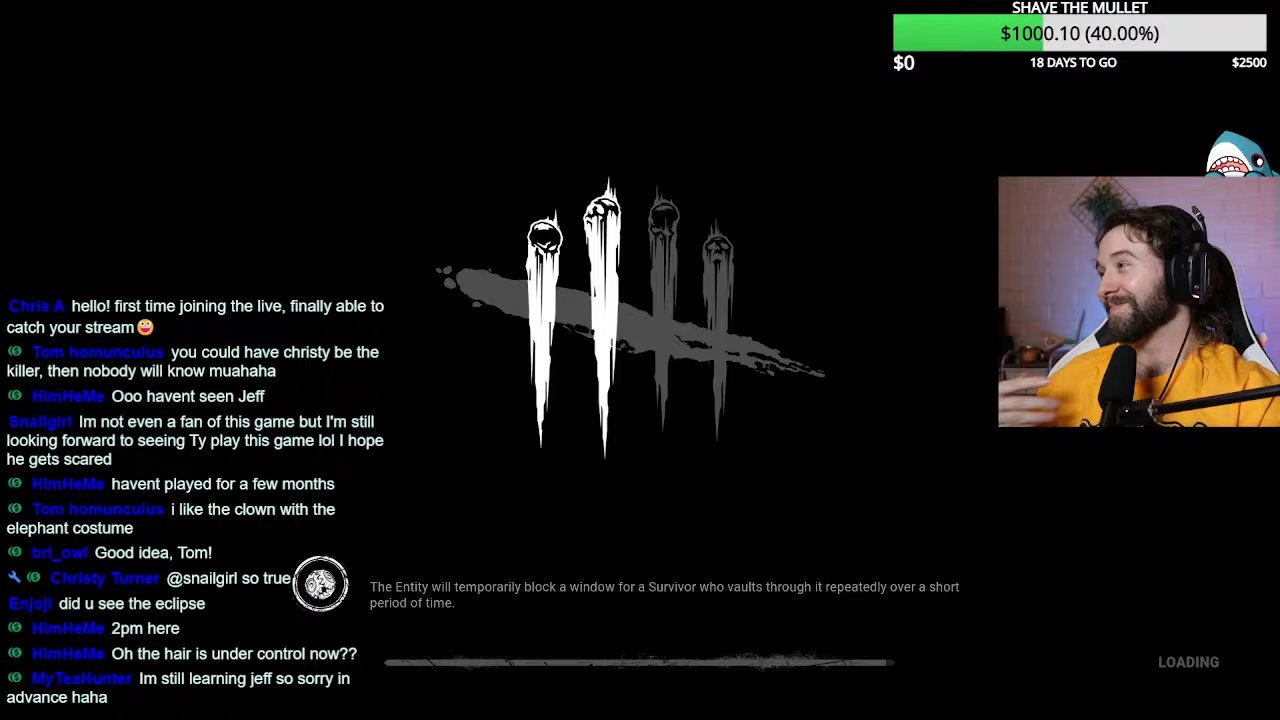 SHAVE THE MULLET
$1000.10 (40.00%)
$0 18 DAYS TO GO $2500
Chris A hello! first time joining the live, finally able to
catch your stream🤪
Tom homunculus you could have christy be the
killer, then nobody will know muahaha
HimHeMe Ooo havent seen Jeff
Snailgirl Im not even a fan of this game but I'm still
looking forward to seeing Ty play this game lol I hope
he gets scared
HimHeMe havent played for a few months
Tom homunculus i like the clown with the
elephant costume
bri_owl Good idea, Tom!
Christy Turner @snailgirl so true
Enjoji did u see the eclipse
HimHeMe 2pm here
HimHeMe Oh the hair is under control now??
MyTeaHunter Im still learning jeff so sorry in
advance haha
The Entity will temporarily block a window for a Survivor who vaults through it repeatedly over a short
period of time.
LOADING